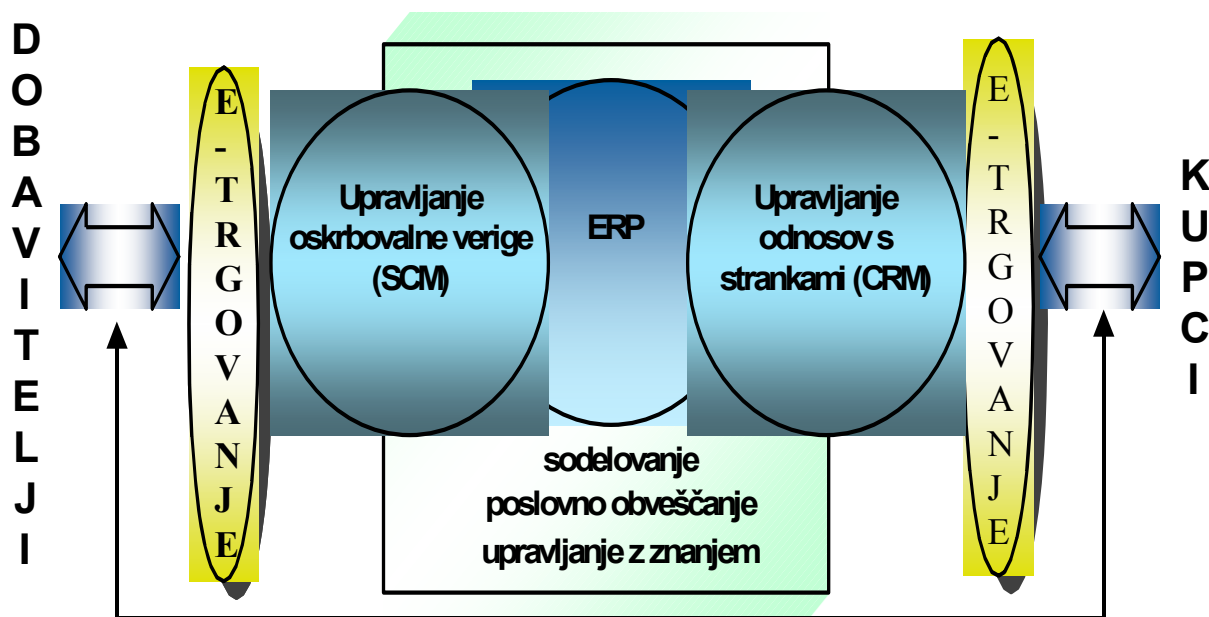 DOBAVITELJI
E-TRGOVANJE
Upravljanje
oskrbovalne verige
(SCM)
ERP
Upravljanje
odnosov s
strankami (CRM)
E-TRGOVANJE
KUPCI
sodelovanje
poslovno obveščanje
upravljanje z znanjem